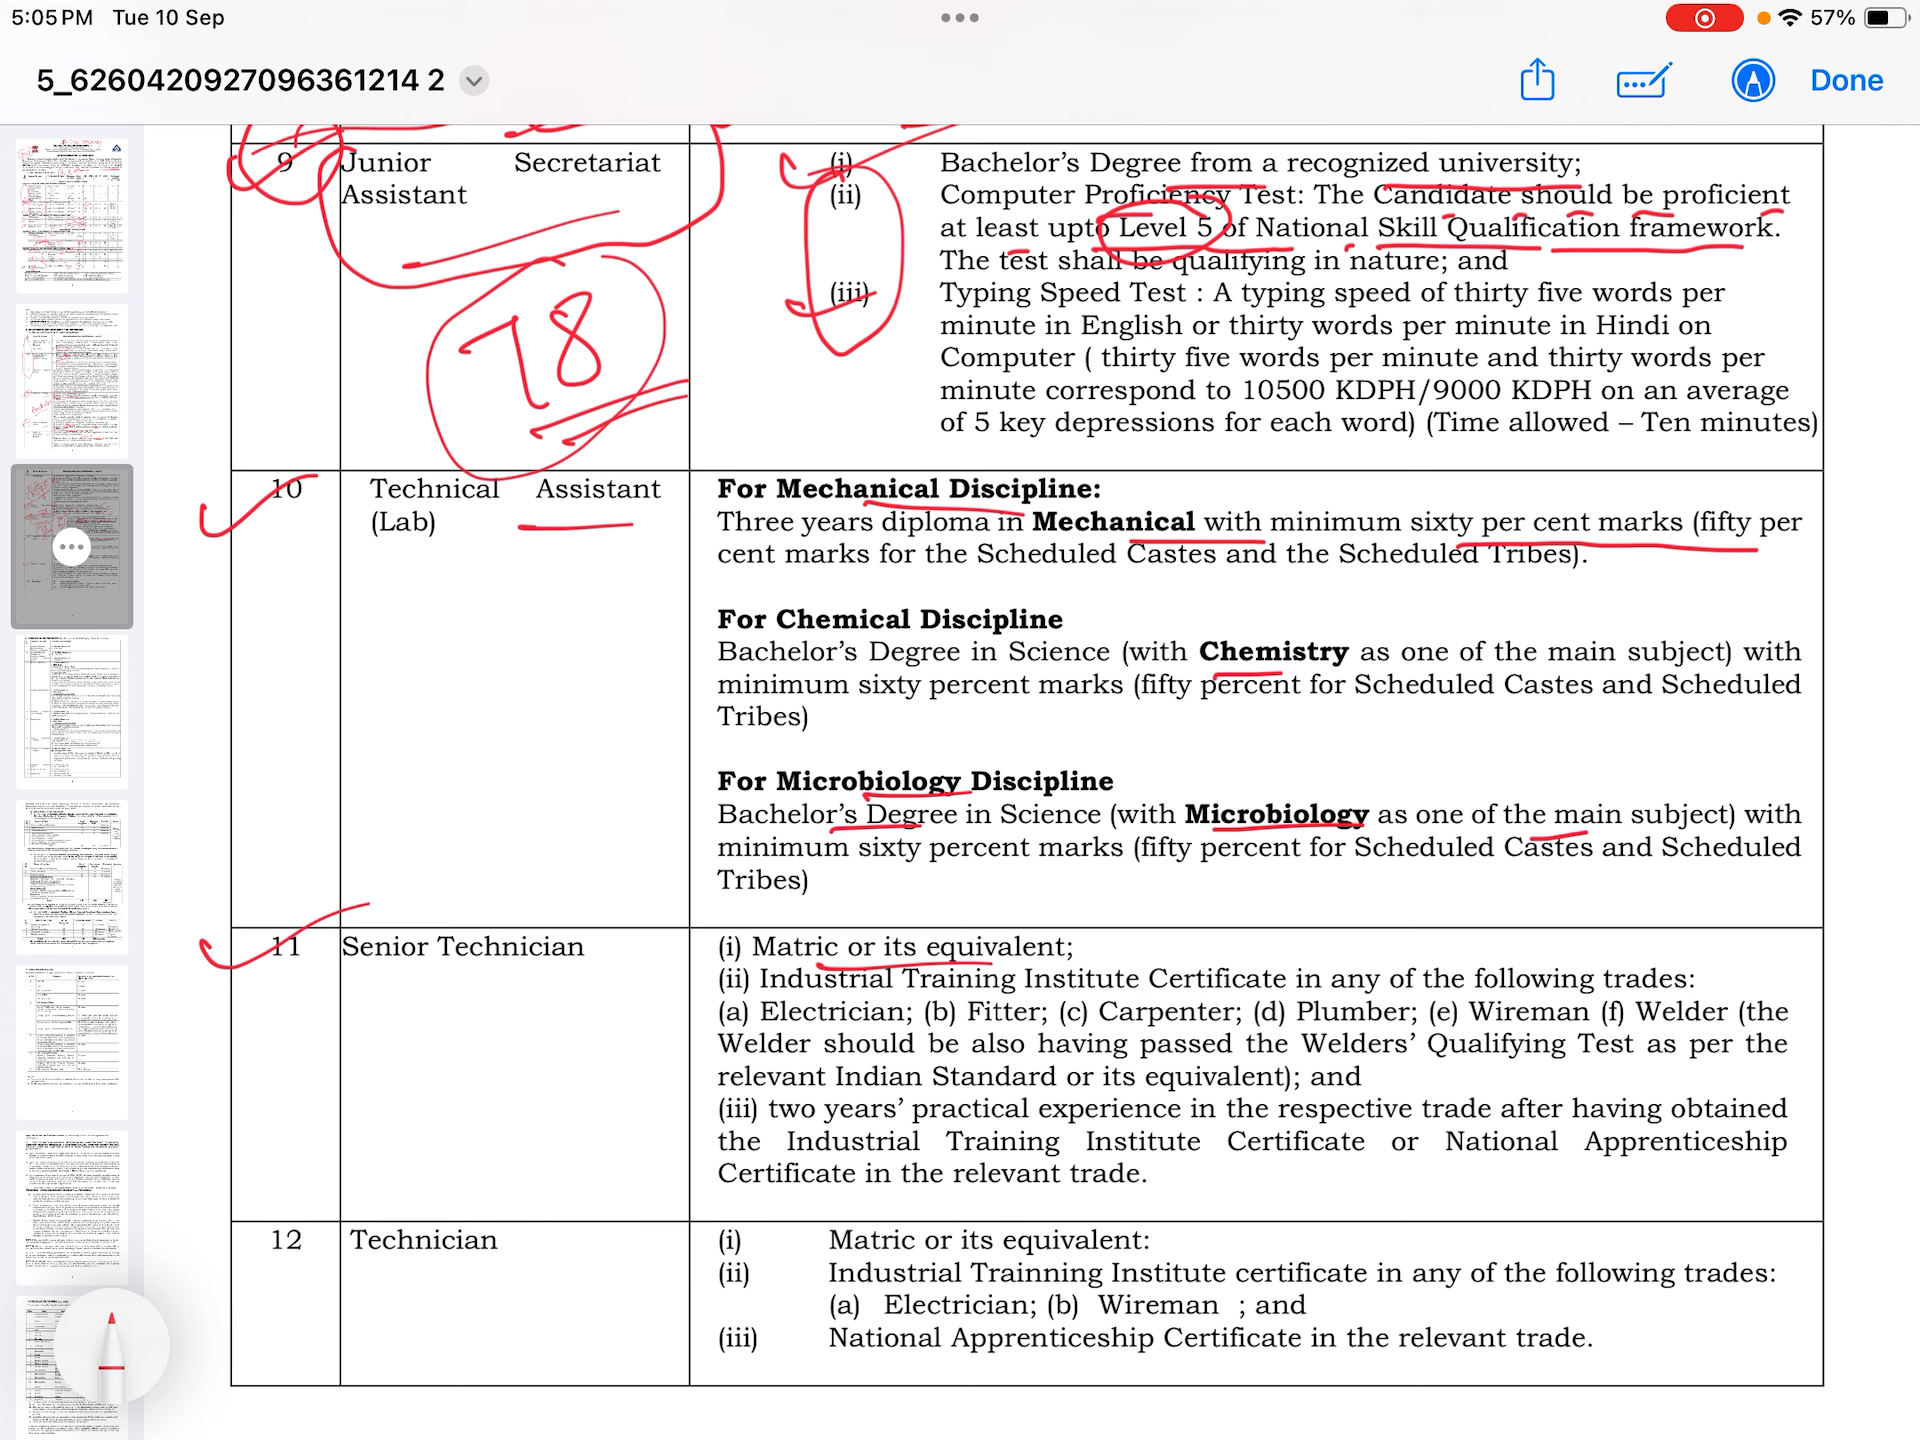 5:05 PM Tue 10 Sep
57%
5_6260420927096361214 2
Done
9 Junior Secretariat Assistant
(i) Bachelor's Degree from a recognized university;
(ii) Computer Proficiency Test: The Candidate should be proficient
at least upto Level 5 of National Skill Qualification framework.
The test shall be qualifying in nature; and
(iii) Typing Speed Test : A typing speed of thirty five words per
minute in English or thirty words per minute in Hindi on
Computer ( thirty five words per minute and thirty words per
minute correspond to 10500 KDPH/9000 KDPH on an average
of 5 key depressions for each word) (Time allowed – Ten minutes)
18
10 Technical Assistant
(Lab)
For Mechanical Discipline:
Three years diploma in Mechanical with minimum sixty per cent marks (fifty per
cent marks for the Scheduled Castes and the Scheduled Tribes).
For Chemical Discipline
Bachelor's Degree in Science (with Chemistry as one of the main subject) with
minimum sixty percent marks (fifty percent for Scheduled Castes and Scheduled
Tribes)
For Microbiology Discipline
Bachelor's Degree in Science (with Microbiology as one of the main subject) with
minimum sixty percent marks (fifty percent for Scheduled Castes and Scheduled
Tribes)
11 Senior Technician
(i) Matric or its equivalent;
(ii) Industrial Training Institute Certificate in any of the following trades:
(a) Electrician; (b) Fitter; (c) Carpenter; (d) Plumber; (e) Wireman (f) Welder (the
Welder should be also having passed the Welders' Qualifying Test as per the
relevant Indian Standard or its equivalent); and
(iii) two years' practical experience in the respective trade after having obtained
the Industrial Training Institute Certificate or National Apprenticeship
Certificate in the relevant trade.
12 Technician
(i) Matric or its equivalent:
(ii) Industrial Trainning Institute certificate in any of the following trades:
(a) Electrician; (b) Wireman ; and
(iii) National Apprenticeship Certificate in the relevant trade.